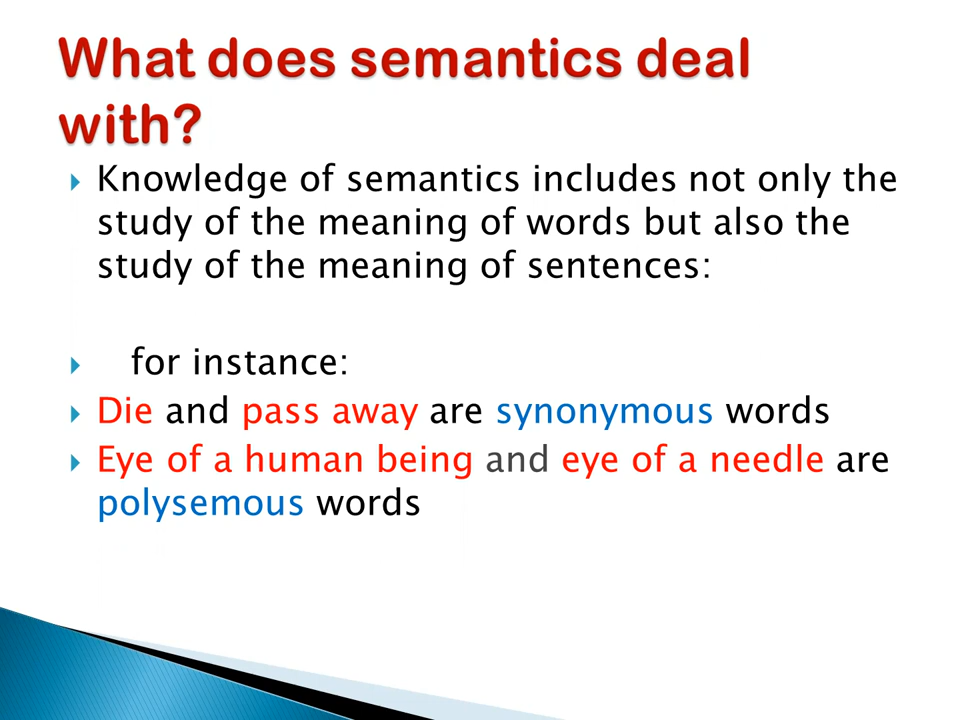 What does semantics deal
with?
Knowledge of semantics includes not only the
study of the meaning of words but also the
study of the meaning of sentences:
for instance:
Die and pass away are synonymous words
Eye of a human being and eye of a needle are
polysemous words